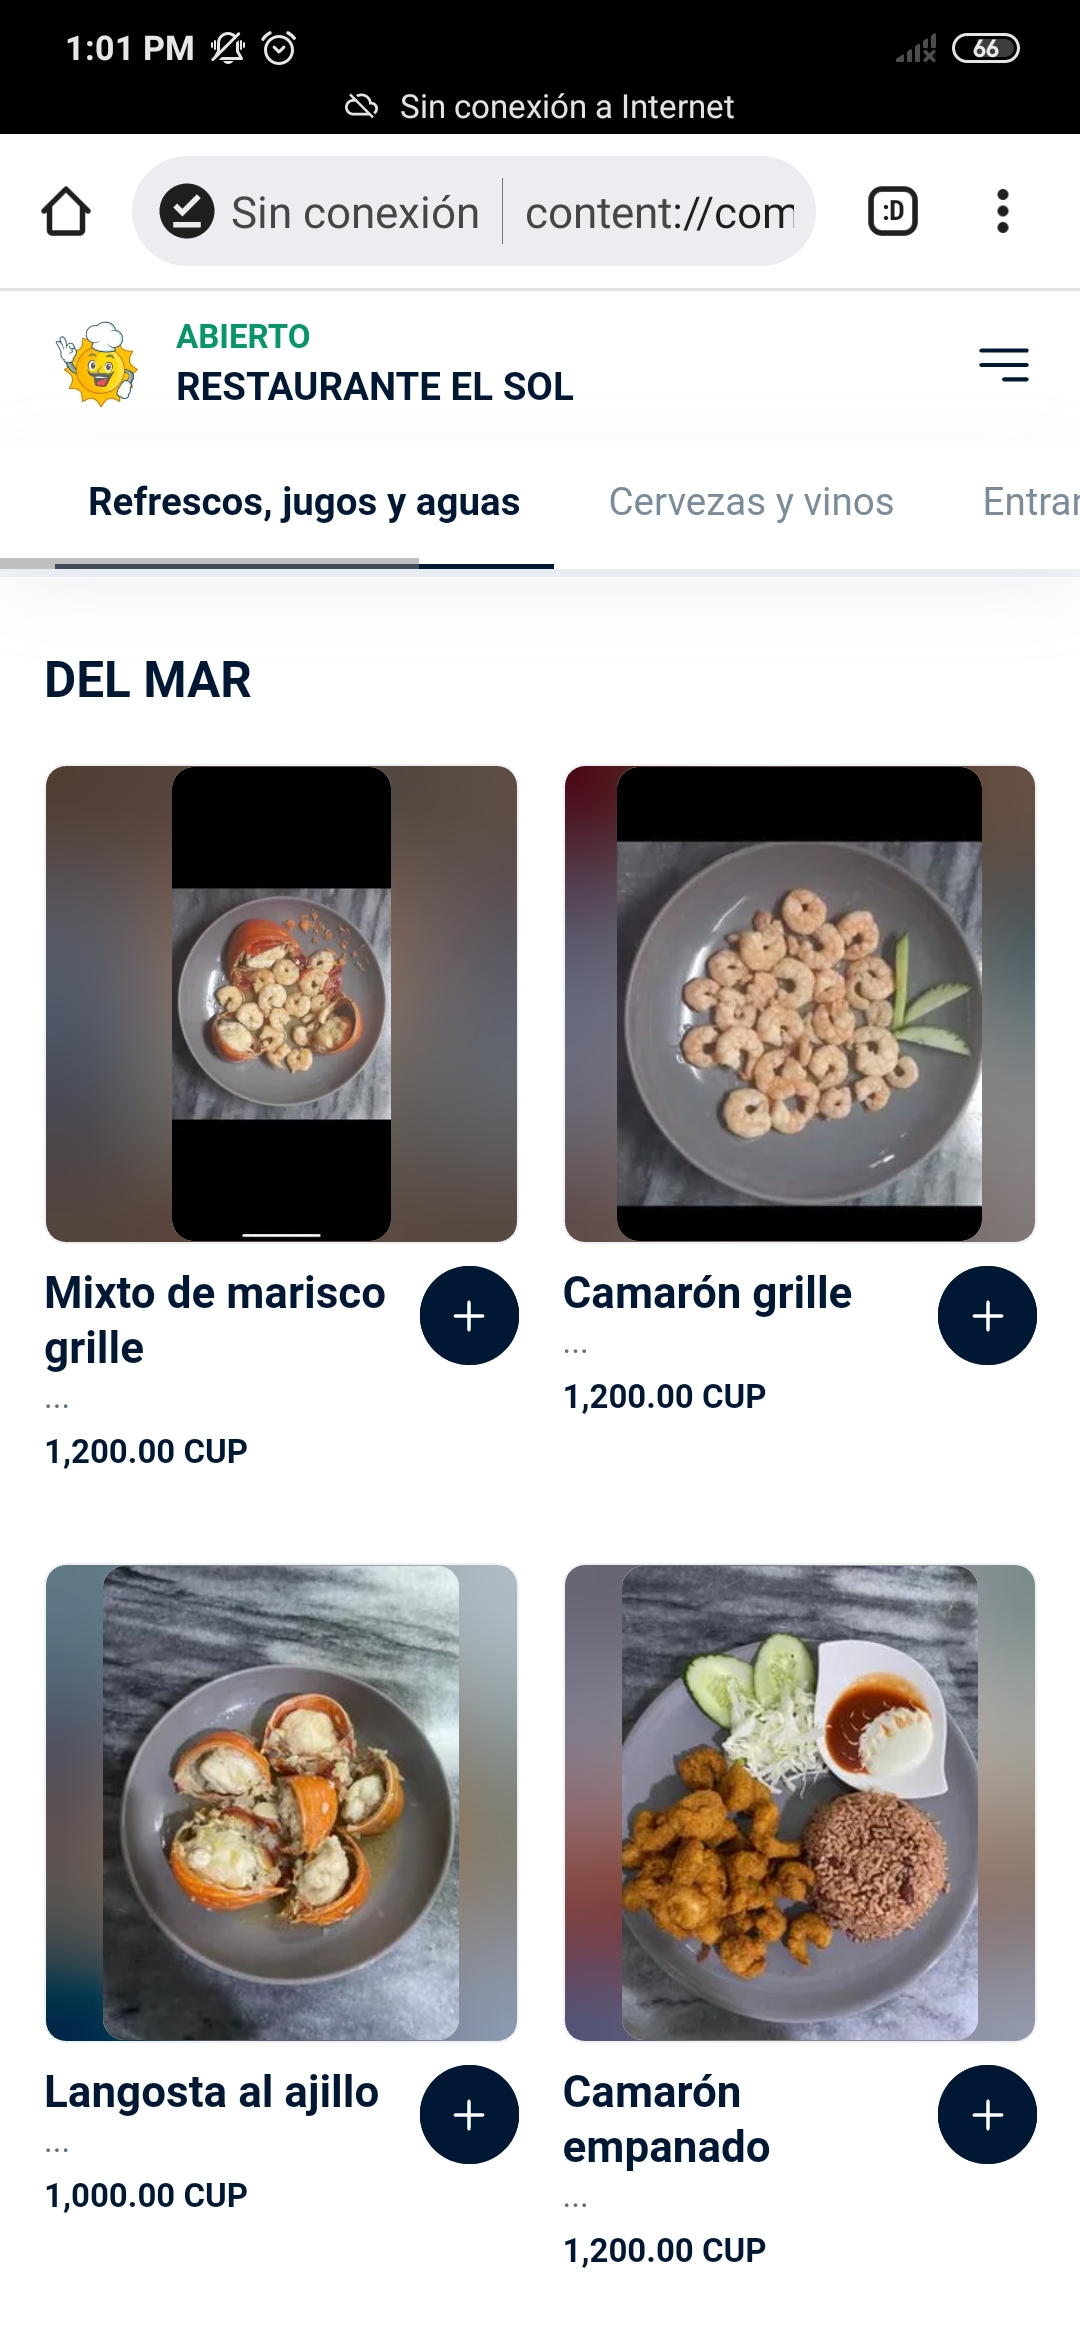 1:01 PM
66
Sin conexión a Internet
Sin conexión | content://com
:D
ABIERTO
RESTAURANTE EL SOL
Refrescos, jugos y aguas
Cervezas y vinos
Entrar
DEL MAR
Mixto de marisco
grille
...
1,200.00 CUP
Camarón grille
...
1,200.00 CUP
Langosta al ajillo
...
1,000.00 CUP
Camarón
empanado
...
1,200.00 CUP